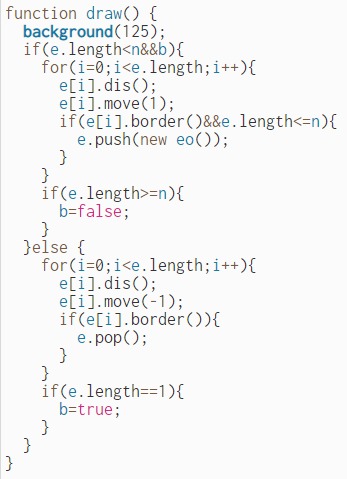 function draw() {
  background(125);
  if(e.length<n&&b){
    for(i=0;i<e.length;i++){
      e[i].dis();
      e[i].move(1);
      if(e[i].border()&&e.length<=n){
        e.push(new eo());
      }
    }
    if(e.length>=n){
      b=false;
    }
  }else {
    for(i=0;i<e.length;i++){
      e[i].dis();
      e[i].move(-1);
      if(e[i].border()){
        e.pop();
      }
    }
    if(e.length==1){
      b=true;
    }
  }
}